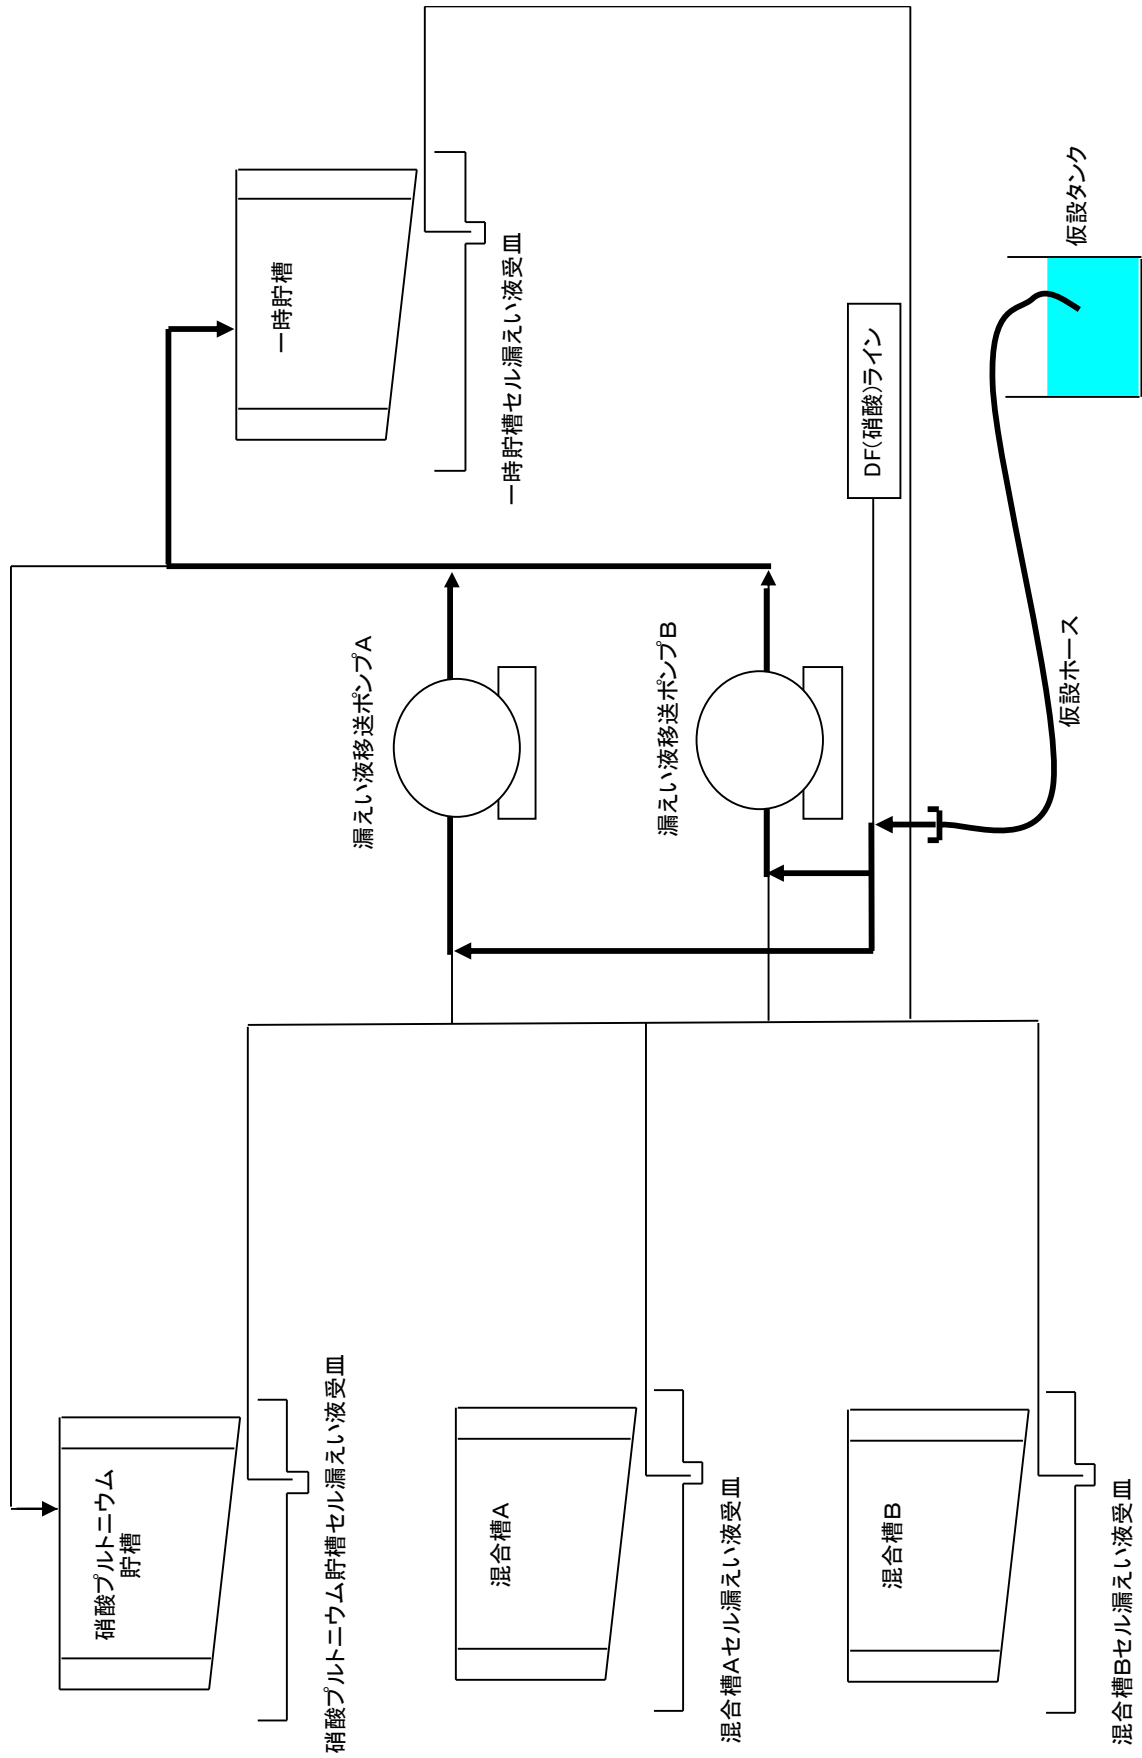 硝酸プルトニウム
貯槽
硝酸プルトニウム貯槽セル漏えい液受皿
混合槽A
混合槽Aセル漏えい液受皿
混合槽B
混合槽Bセル漏えい液受皿
漏えい液移送ポンプA
漏えい液移送ポンプB
一時貯槽
一時貯槽セル漏えい液受皿
DF(硝酸)ライン
仮設ホース
仮設タンク